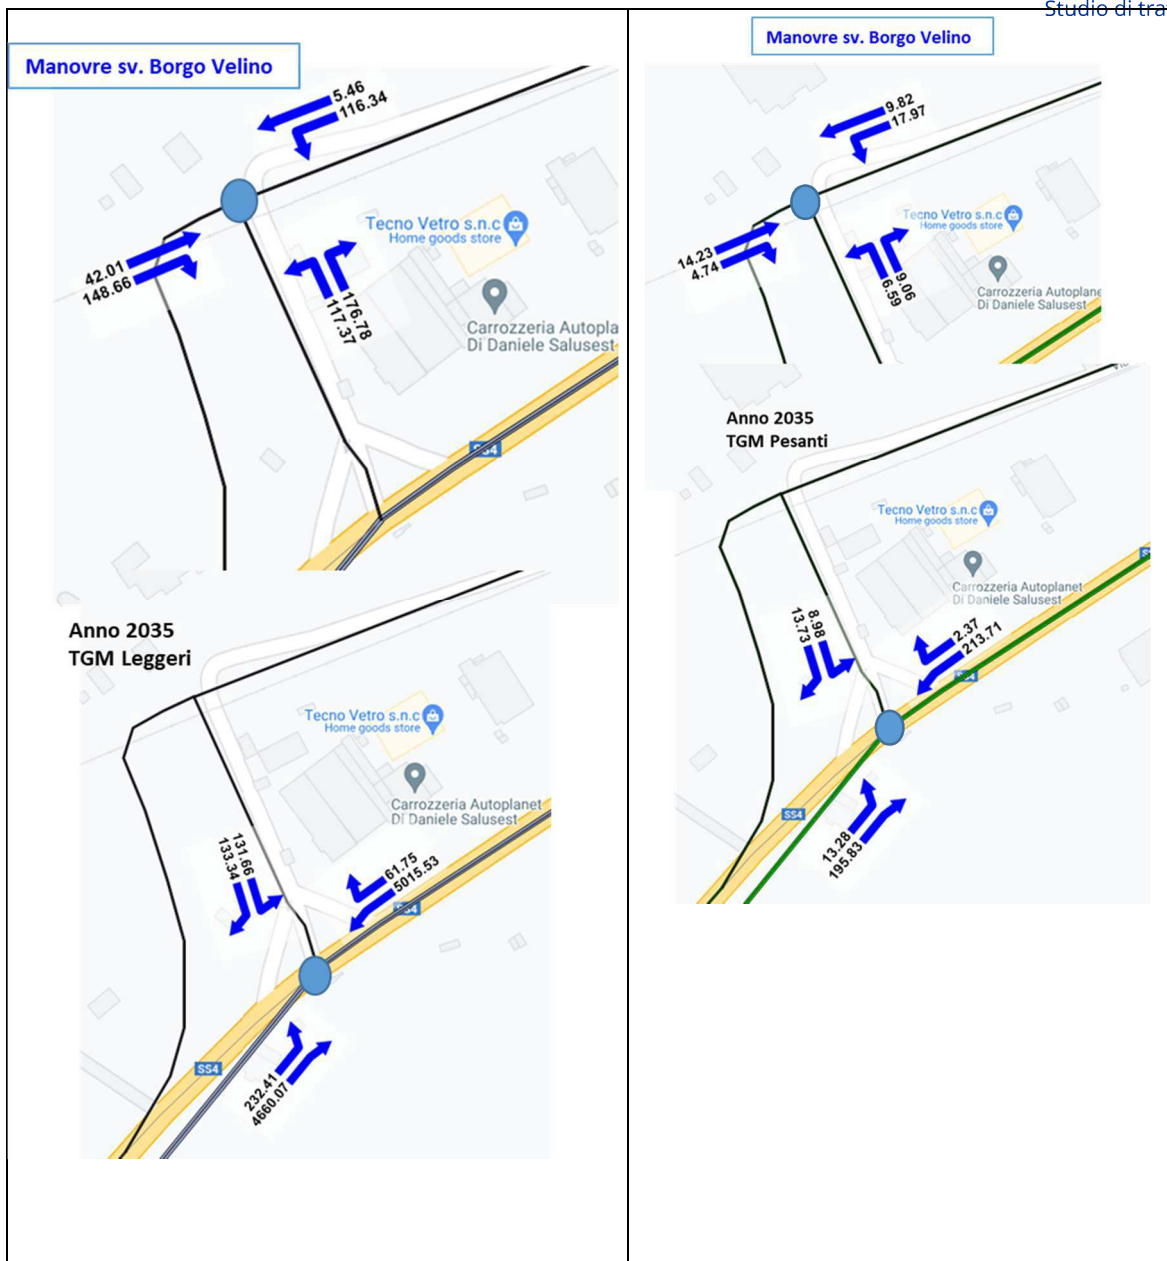 Studio di tra
Manovre sv. Borgo Velino
5.46
116.34
42.01
148.66
176.78
117.37
Tecno Vetro s.n.c
Home goods store
Carrozzeria Autopla
Di Daniele Salusest
SS4
Anno 2035
TGM Leggeri
Tecno Vetro s.n.c
Home goods store
Carrozzeria Autoplanet
Di Daniele Salusest
131.66
133.34
61.75
5015.53
SS4
SS4
232.41
4660.07
Manovre sv. Borgo Velino
9.82
17.97
14.23
4.74
9.06
6.59
Tecno Vetro s.n.c
Home goods store
Carrozzeria Autoplane
Di Daniele Salusest
Anno 2035
TGM Pesanti
Tecno Vetro s.n.c
Home goods store
Carrozzeria Autoplanet
Di Daniele Salusest
8.98
13.73
2.37
213.71
SS4
SS4
13.28
195.83